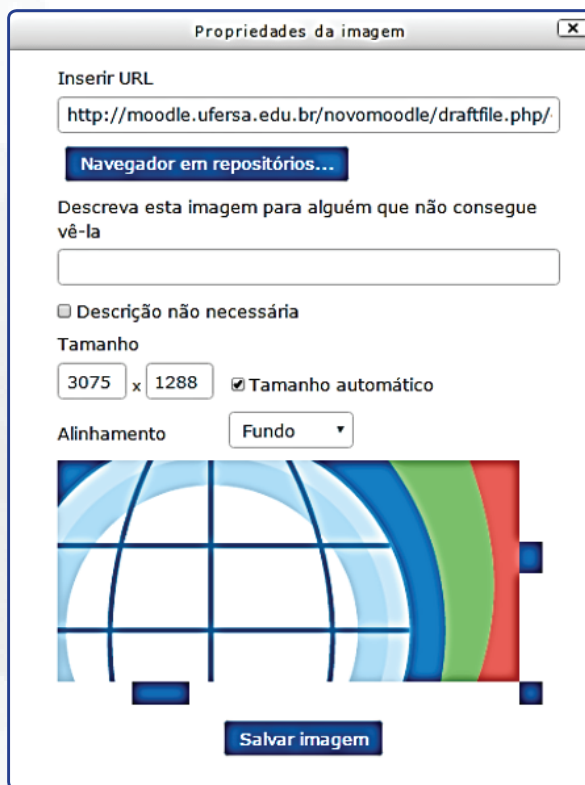 Propriedades da imagem
Inserir URL
http://moodle.ufersa.edu.br/novomoodle/draftfile.php/
Navegador em repositórios...
Descreva esta imagem para alguém que não consegue
vê-la
Descrição não necessária
Tamanho
3075 x 1288 Tamanho automático
Alinhamento Fundo
Salvar imagem